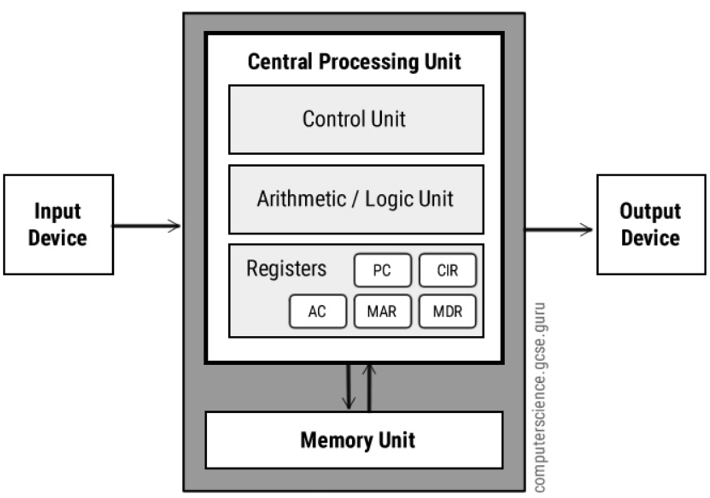 Central Processing Unit
Control Unit
Arithmetic / Logic Unit
Input
Device
Output
Device
Registers
PC
CIR
AC
MAR
MDR
Memory Unit
computerscience.gcse.guru